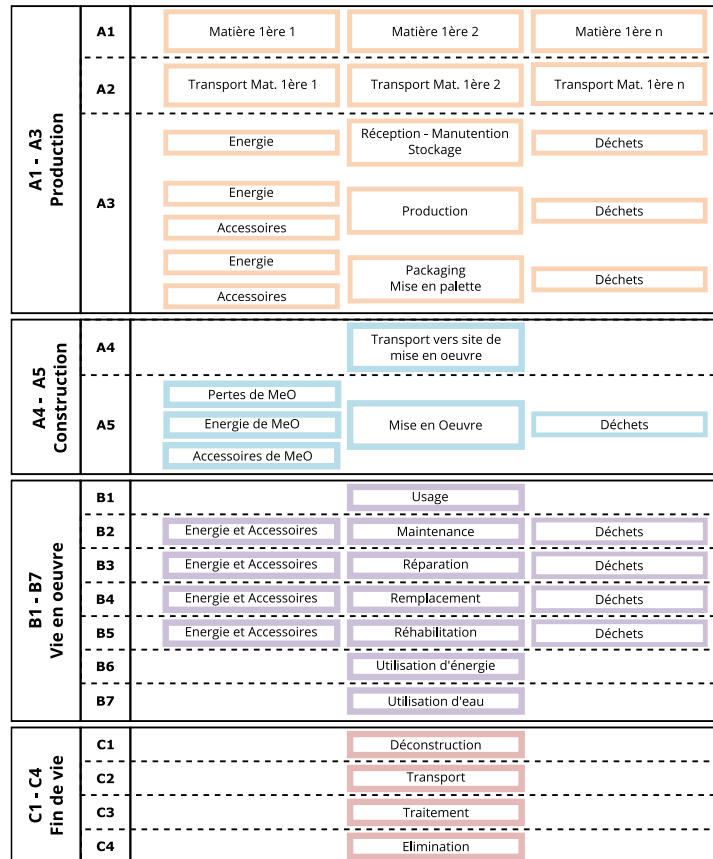 A1 - A3
Production
A1
Matière 1ère 1
Matière 1ère 2
Matière 1ère n
A2
Transport Mat. 1ère 1
Transport Mat. 1ère 2
Transport Mat. 1ère n
A3
Energie
Réception - Manutention
Stockage
Déchets
Energie
Accessoires
Production
Déchets
Energie
Accessoires
Packaging
Mise en palette
Déchets
A4 - A5
Construction
A4
Transport vers site de
mise en oeuvre
A5
Pertes de MeO
Energie de MeO
Accessoires de MeO
Mise en Oeuvre
Déchets
B1 - B7
Vie en oeuvre
B1
Usage
B2
Energie et Accessoires
Maintenance
Déchets
B3
Energie et Accessoires
Réparation
Déchets
B4
Energie et Accessoires
Remplacement
Déchets
B5
Energie et Accessoires
Réhabilitation
Déchets
B6
Utilisation d'énergie
B7
Utilisation d'eau
C1 - C4
Fin de vie
C1
Déconstruction
C2
Transport
C3
Traitement
C4
Elimination